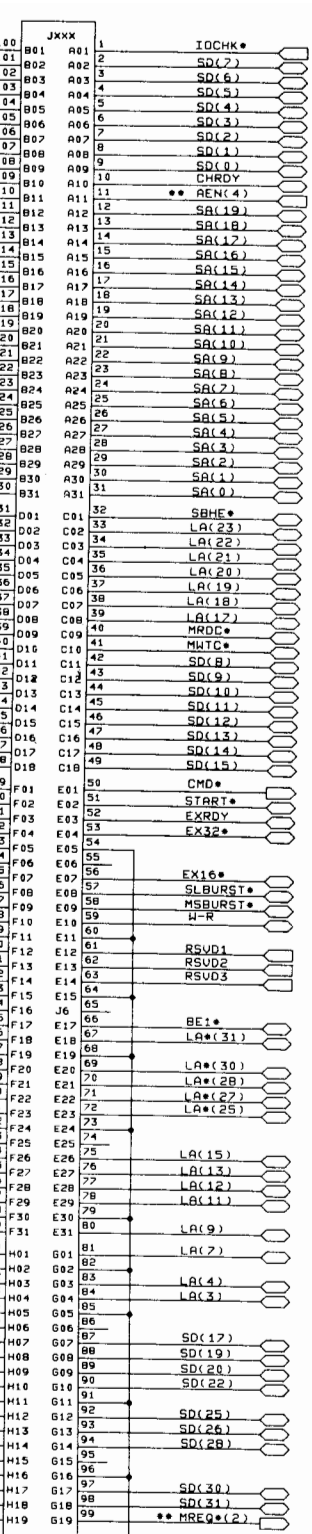 JXXX
B01 A01 1 IOCHK*
B02 A02 2 SD(7)
B03 A03 3 SD(6)
B04 A04 4 SD(5)
B05 A05 5 SD(4)
B06 A06 6 SD(3)
B07 A07 7 SD(2)
B08 A08 8 SD(1)
B09 A09 9 SD(0)
B10 A10 10 CHRDY
B11 A11 11 ** AEN(4)
B12 A12 12 SA(19)
B13 A13 13 SA(18)
B14 A14 14 SA(17)
B15 A15 15 SA(16)
B16 A16 16 SA(15)
B17 A17 17 SA(14)
B18 A18 18 SA(13)
B19 A19 19 SA(12)
B20 A20 20 SA(11)
B21 A21 21 SA(10)
B22 A22 22 SA(9)
B23 A23 23 SA(8)
B24 A24 24 SA(7)
B25 A25 25 SA(6)
B26 A26 26 SA(5)
B27 A27 27 SA(4)
B28 A28 28 SA(3)
B29 A29 29 SA(2)
B30 A30 30 SA(1)
B31 A31 31 SA(0)
D01 C01 32 SBHE*
D02 C02 33 LA(23)
D03 C03 34 LA(22)
D04 C04 35 LA(21)
D05 C05 36 LA(20)
D06 C06 37 LA(19)
D07 C07 38 LA(18)
D08 C08 39 LA(17)
D09 C09 40 MRDC*
D10 C10 41 MWTC*
D11 C11 42 SD(8)
D12 C12 43 SD(9)
D13 C13 44 SD(10)
D14 C14 45 SD(11)
D15 C15 46 SD(12)
D16 C16 47 SD(13)
D17 C17 48 SD(14)
D18 C18 49 SD(15)
F01 E01 50 CMD*
F02 E02 51 START*
F03 E03 52 EXRDY
F04 E04 53 EX32*
F05 E05 54
F06 E06 55
F07 E07 56 EX16*
F08 E08 57 SLBURST*
F09 E09 58 MSBURST*
F10 E10 59 W-R
F11 E11 60
F12 E12 61 RSVD1
F13 E13 62 RSVD2
F14 E14 63 RSVD3
F15 E15 64
F16 J6 65
F17 E17 66 BE1*
F18 E18 67 LA*(31)
F19 E19 68
F20 E20 69 LA*(30)
F21 E21 70 LA*(28)
F22 E22 71 LA*(27)
F23 E23 72 LA*(25)
F24 E24 73
F25 E25 74
F26 E26 75 LA(15)
F27 E27 76 LA(13)
F28 E28 77 LA(12)
F29 E29 78 LA(11)
F30 E30 79
F31 E31 80 LA(9)
H01 G01 81 LA(7)
H02 G02 82
H03 G03 83 LA(4)
H04 G04 84 LA(3)
H05 G05 85
H06 G06 86
H07 G07 87 SD(17)
H08 G08 88 SD(19)
H09 G09 89 SD(20)
H10 G10 90 SD(22)
H11 G11 91
H12 G12 92 SD(25)
H13 G13 93 SD(26)
H14 G14 94 SD(28)
H15 G15 95
H16 G16 96
H17 G17 97 SD(30)
H18 G18 98 SD(31)
H19 G19 99 ** MREQ*(2)